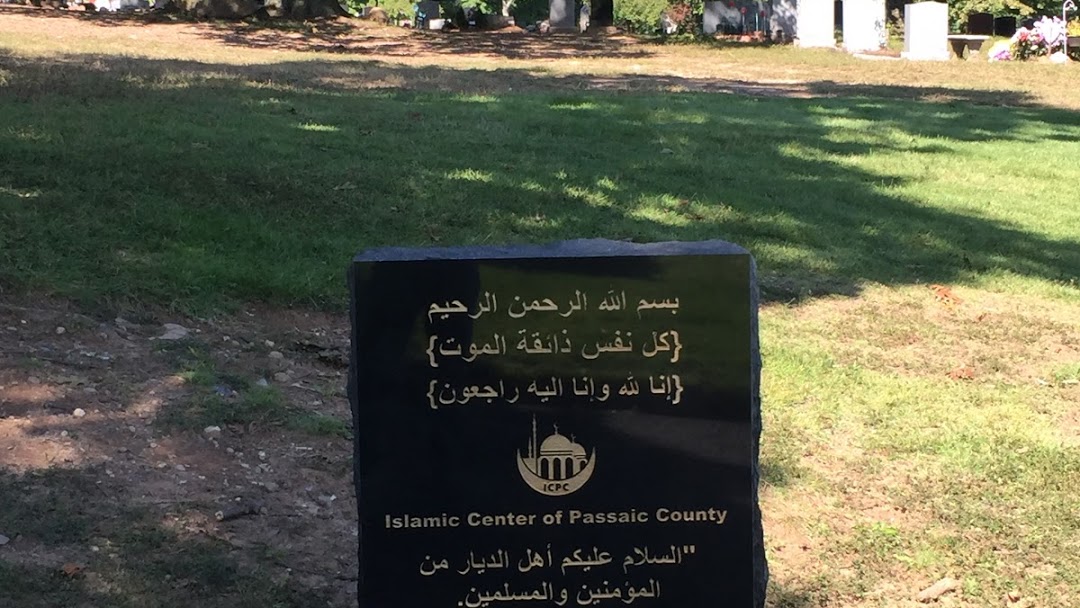 بسم الله الرحمن الرحيم
{كل نفس ذائقة الموت}
{إنا لله وإنا اليه راجعون}
ICPC
Islamic Center of Passaic County
"السلام عليكم أهل الديار من
المؤمنين والمسلمين.